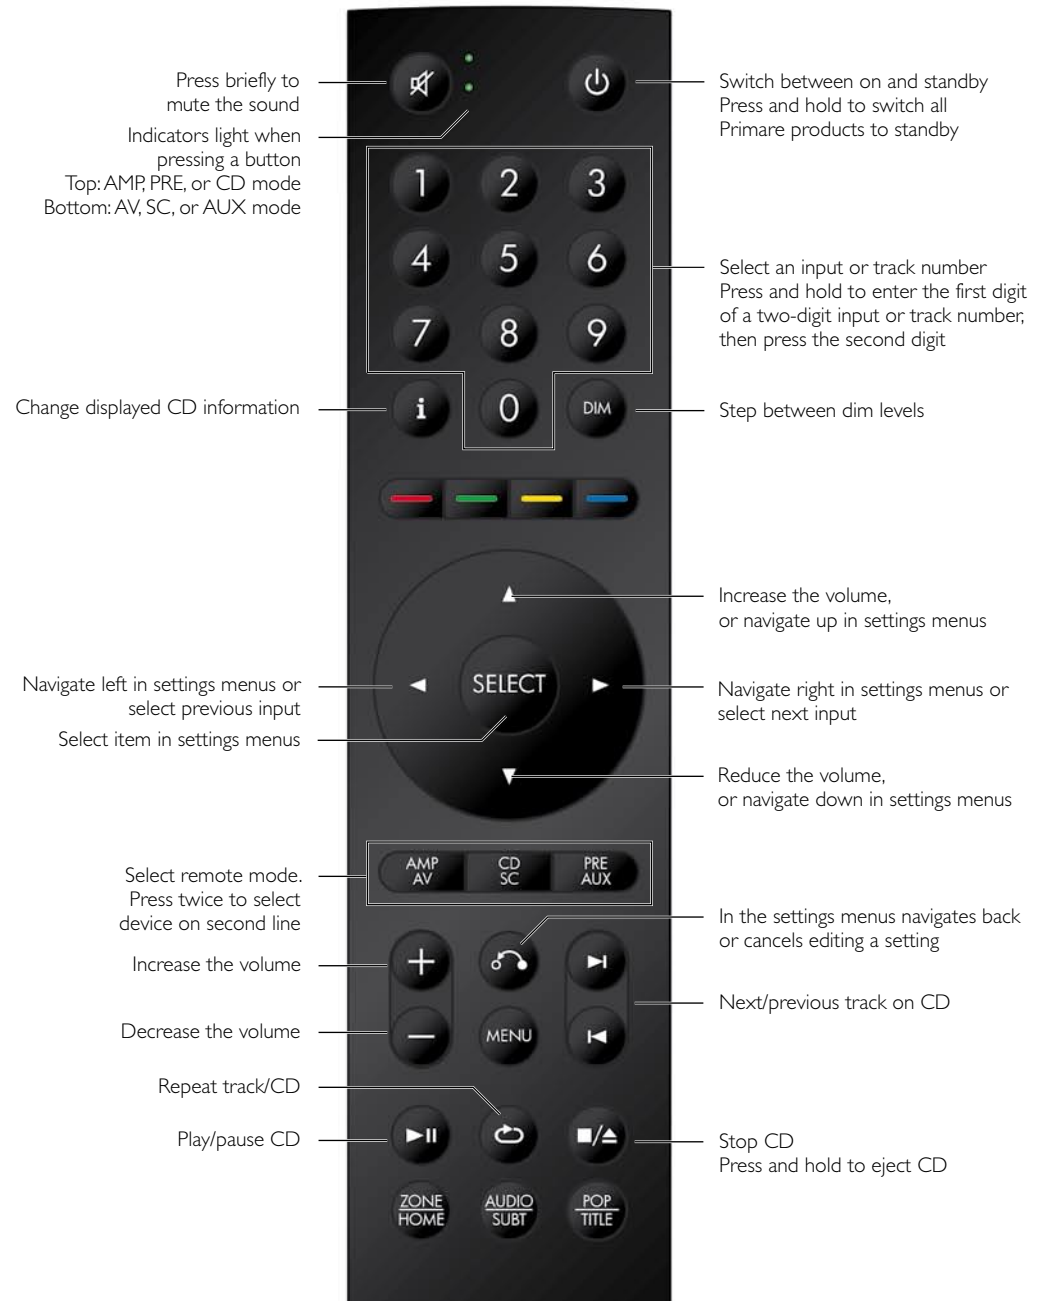 Press briefly to
mute the sound
Switch between on and standby
Press and hold to switch all
Primare products to standby
Indicators light when
pressing a button
Top: AMP, PRE, or CD mode
Bottom: AV, SC, or AUX mode
1 2 3
4 5 6
Select an input or track number
Press and hold to enter the first digit
of a two-digit input or track number,
then press the second digit
7 8 9
Change displayed CD information
i 0 DIM
Step between dim levels
Increase the volume,
or navigate up in settings menus
Navigate left in settings menus or
select previous input
SELECT
Navigate right in settings menus or
select next input
Select item in settings menus
Reduce the volume,
or navigate down in settings menus
AMP CD PRE
AV SC AUX
Select remote mode.
Press twice to select
device on second line
In the settings menus navigates back
or cancels editing a setting
Increase the volume
Next/previous track on CD
Decrease the volume
MENU
Repeat track/CD
Play/pause CD
Stop CD
Press and hold to eject CD
ZONE AUDIO POP
HOME SUBT TITLE